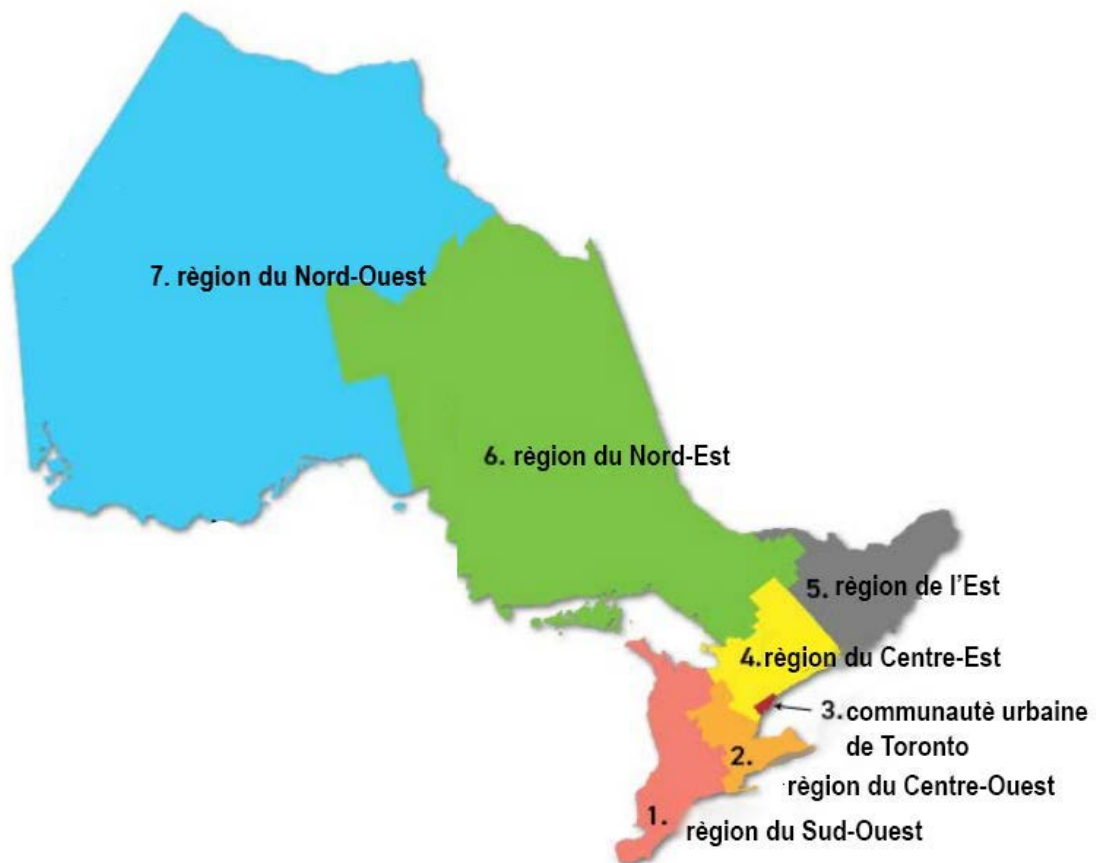 7. règion du Nord-Ouest
6. règion du Nord-Est
5. règion de l'Est
4. règion du Centre-Est
3. communautè urbaine
de Toronto
2.
règion du Centre-Ouest
1. règion du Sud-Ouest